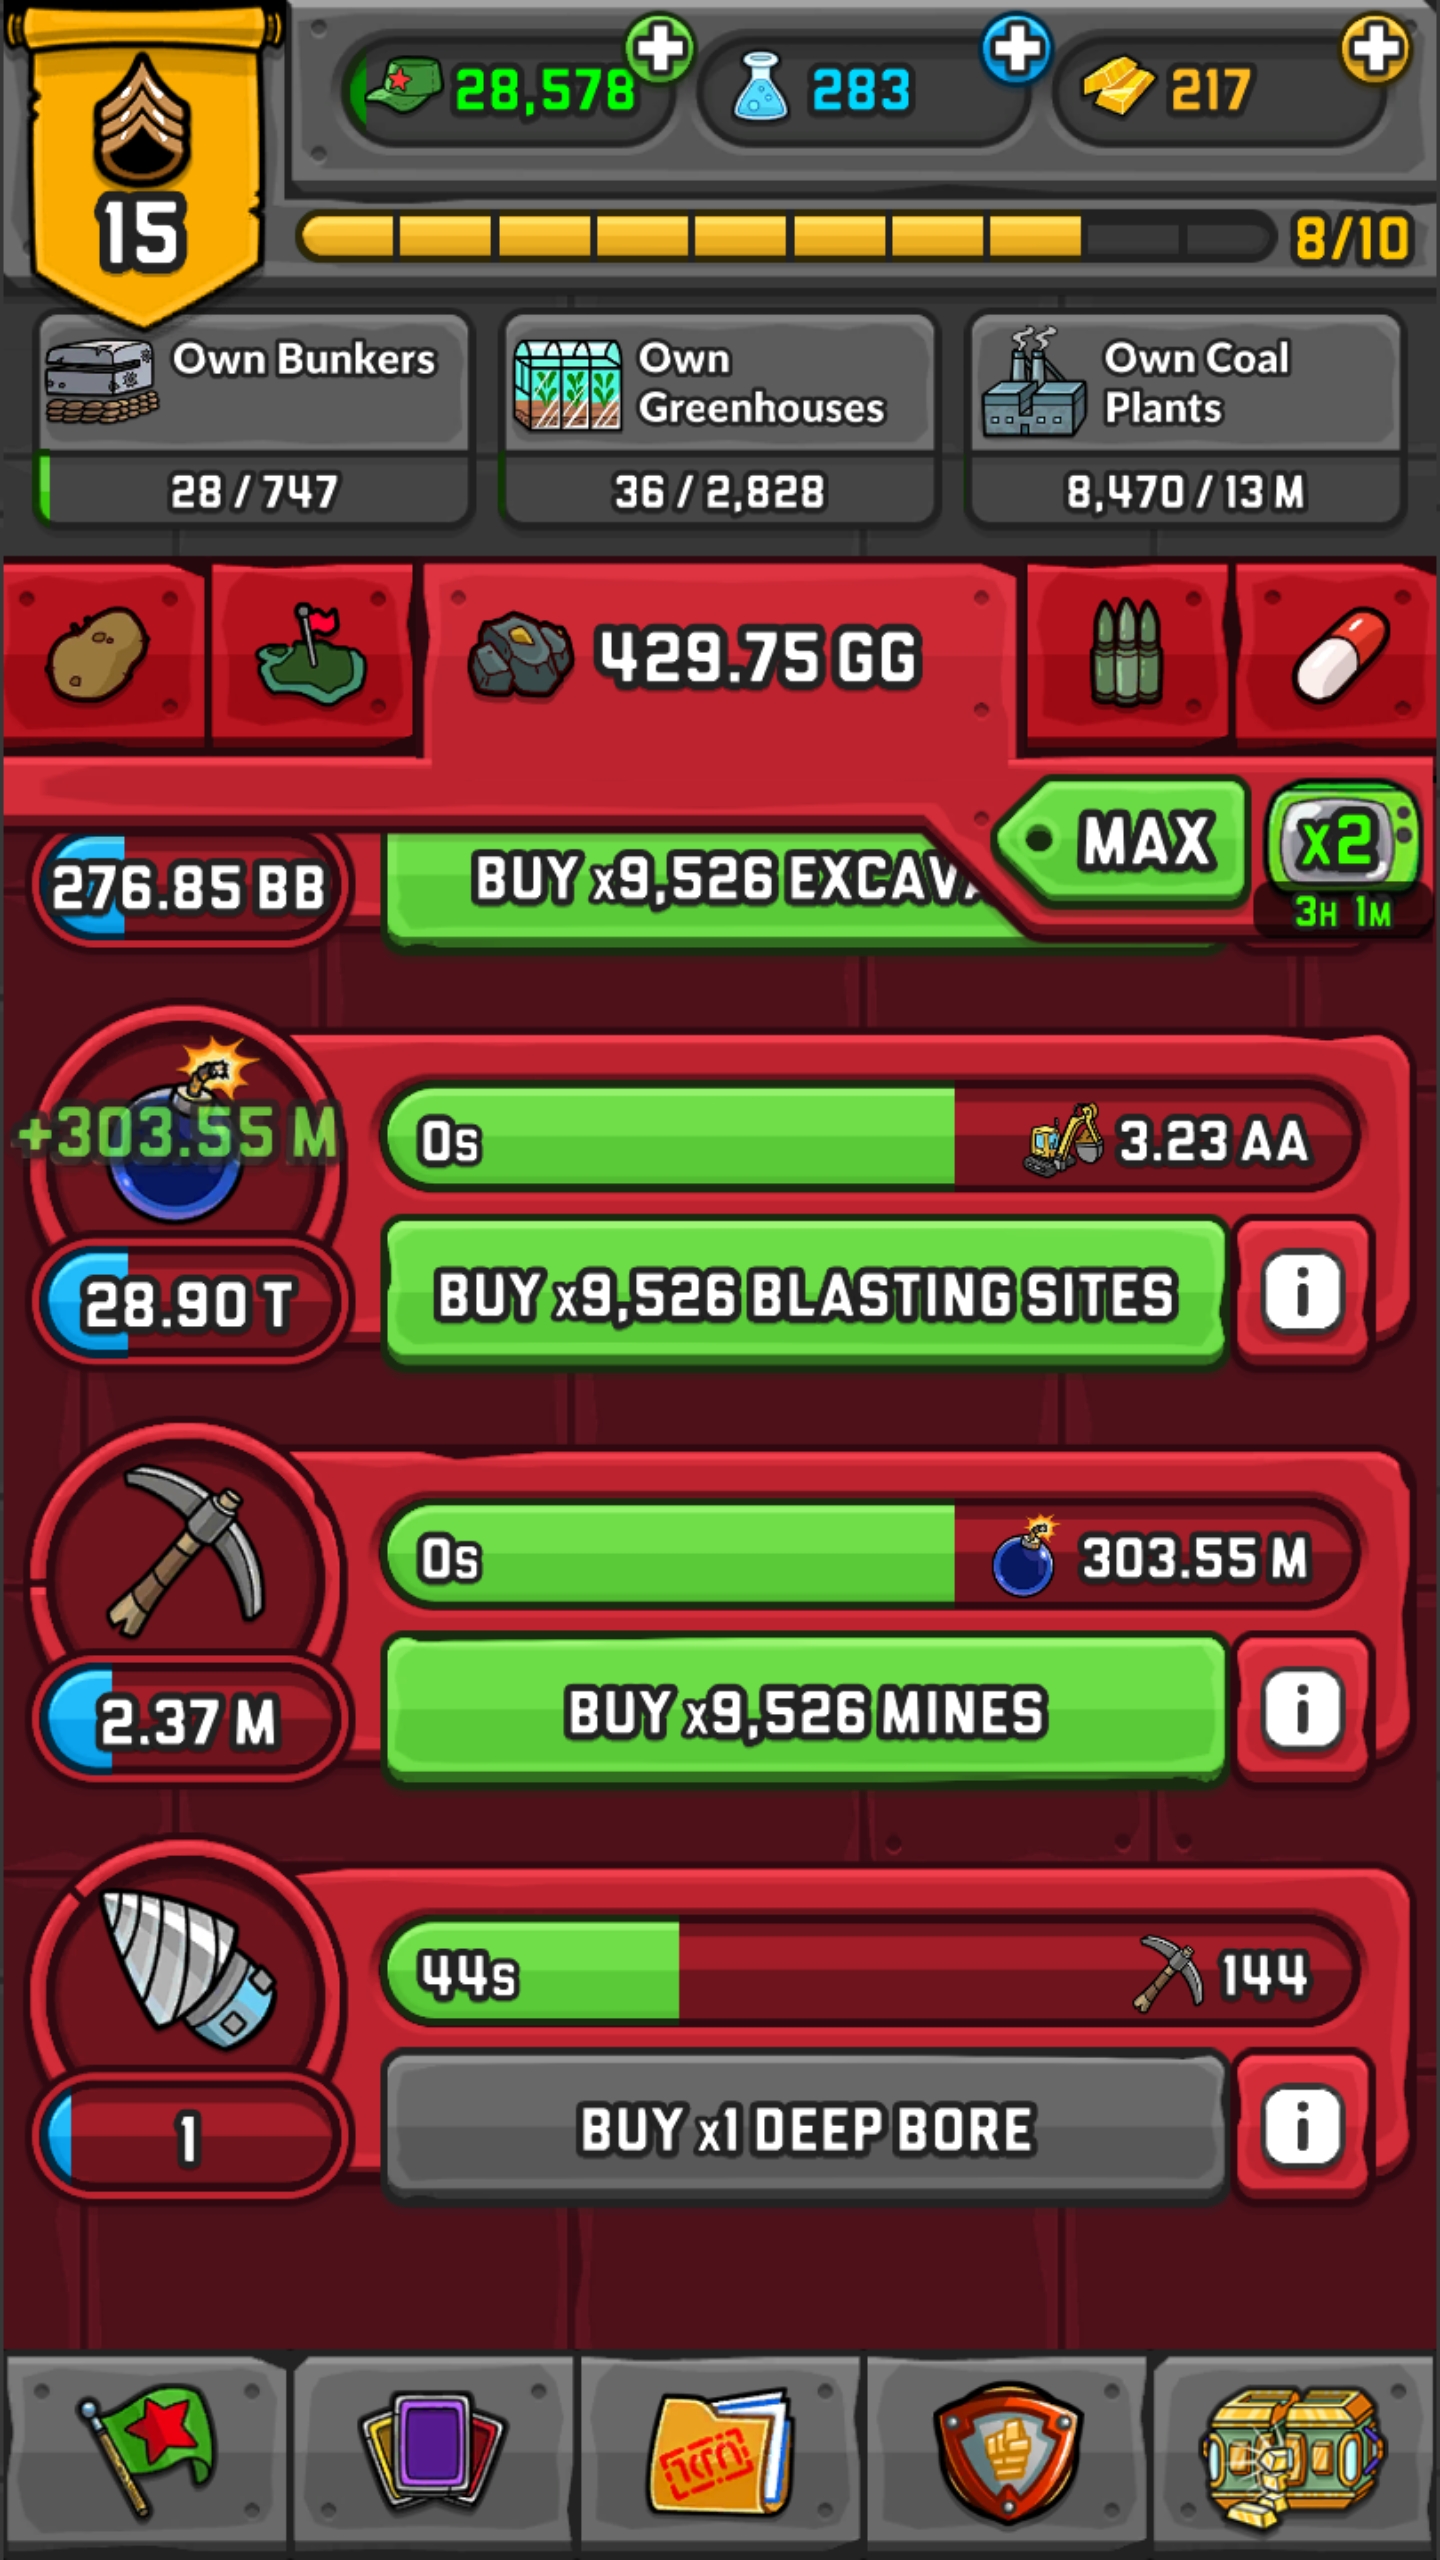 28,578
283
217
15
8/10
Own Bunkers
28 / 747
Own
Greenhouses
36 / 2,828
Own Coal
Plants
8,470 / 13 M
429.75 GG
MAX
x2
3H 1M
276.85 BB
BUY x9,526 EXCAVA
+303.55 M
0s
3.23 AA
28.90 T
BUY x9,526 BLASTING SITES
i
0s
303.55 M
2.37 M
BUY x9,526 MINES
i
44s
144
1
BUY x1 DEEP BORE
i